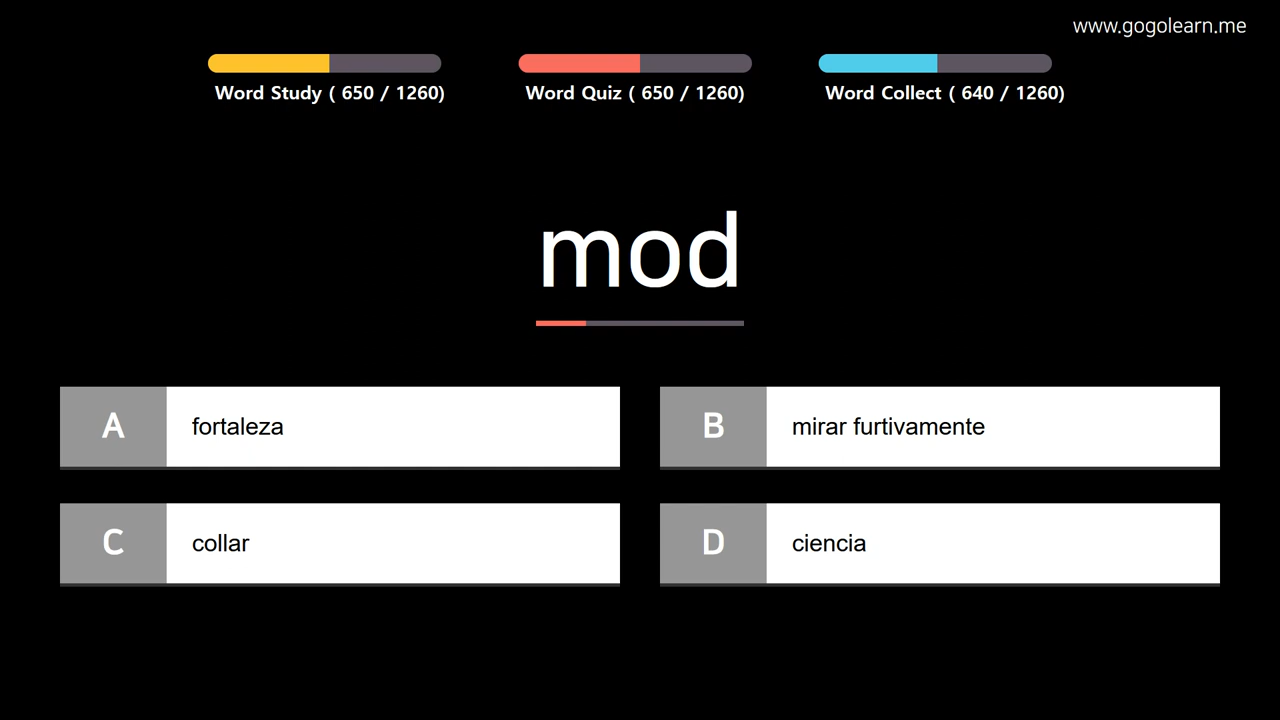 www.gogolearn.me
Word Study ( 650 / 1260)
Word Quiz ( 650 / 1260)
Word Collect ( 640 / 1260)
mod
A fortaleza
B mirar furtivamente
C collar
D ciencia